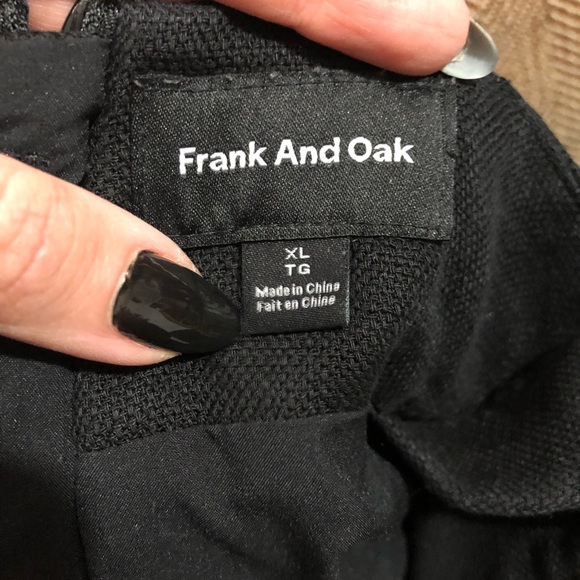 Frank And Oak
XL
TG
Made in China
Fait en Chine